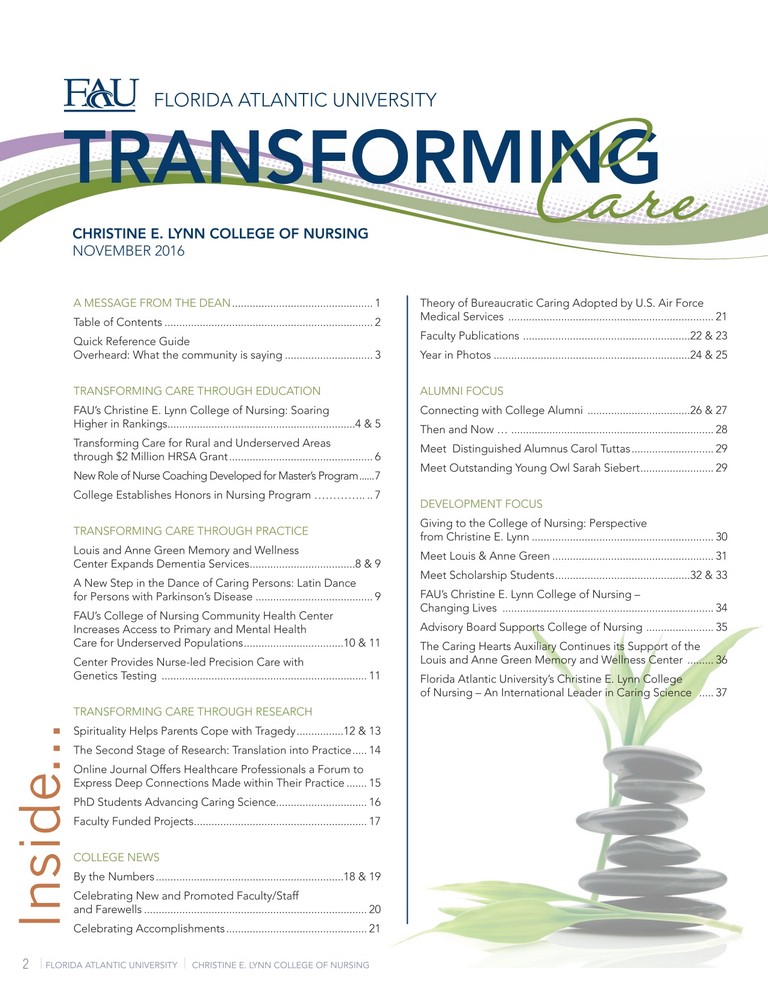 FAU FLORIDA ATLANTIC UNIVERSITY
TRANSFORMING
Care
CHRISTINE E. LYNN COLLEGE OF NURSING
NOVEMBER 2016
Inside...
A MESSAGE FROM THE DEAN ................................................ 1
Table of Contents ........................................................................ 2
Quick Reference Guide
Overheard: What the community is saying .............................. 3
TRANSFORMING CARE THROUGH EDUCATION
FAU's Christine E. Lynn College of Nursing: Soaring
Higher in Rankings................................................................4 & 5
Transforming Care for Rural and Underserved Areas
through $2 Million HRSA Grant.................................................. 6
New Role of Nurse Coaching Developed for Master's Program......7
College Establishes Honors in Nursing Program ................ 7
TRANSFORMING CARE THROUGH PRACTICE
Louis and Anne Green Memory and Wellness
Center Expands Dementia Services....................................8 & 9
A New Step in the Dance of Caring Persons: Latin Dance
for Persons with Parkinson's Disease ........................................ 9
FAU's College of Nursing Community Health Center
Increases Access to Primary and Mental Health
Care for Underserved Populations..................................10 & 11
Center Provides Nurse-led Precision Care with
Genetics Testing ...................................................................... 11
TRANSFORMING CARE THROUGH RESEARCH
Spirituality Helps Parents Cope with Tragedy................12 & 13
The Second Stage of Research: Translation into Practice..... 14
Online Journal Offers Healthcare Professionals a Forum to
Express Deep Connections Made within Their Practice ....... 15
PhD Students Advancing Caring Science............................... 16
Faculty Funded Projects........................................................... 17
COLLEGE NEWS
By the Numbers ................................................................18 & 19
Celebrating New and Promoted Faculty/Staff
and Farewells ............................................................................ 20
Celebrating Accomplishments ................................................ 21
Theory of Bureaucratic Caring Adopted by U.S. Air Force
Medical Services ...................................................................... 21
Faculty Publications .........................................................22 & 23
Year in Photos ...................................................................24 & 25
ALUMNI FOCUS
Connecting with College Alumni ...................................26 & 27
Then and Now ... ..................................................................... 28
Meet Distinguished Alumnus Carol Tuttas............................ 29
Meet Outstanding Young Owl Sarah Siebert......................... 29
DEVELOPMENT FOCUS
Giving to the College of Nursing: Perspective
from Christine E. Lynn .............................................................. 30
Meet Louis & Anne Green ....................................................... 31
Meet Scholarship Students..............................................32 & 33
FAU's Christine E. Lynn College of Nursing –
Changing Lives ........................................................................ 34
Advisory Board Supports College of Nursing ....................... 35
The Caring Hearts Auxiliary Continues its Support of the
Louis and Anne Green Memory and Wellness Center ......... 36
Florida Atlantic University's Christine E. Lynn College
of Nursing – An International Leader in Caring Science ..... 37
2 | FLORIDA ATLANTIC UNIVERSITY | CHRISTINE E. LYNN COLLEGE OF NURSING